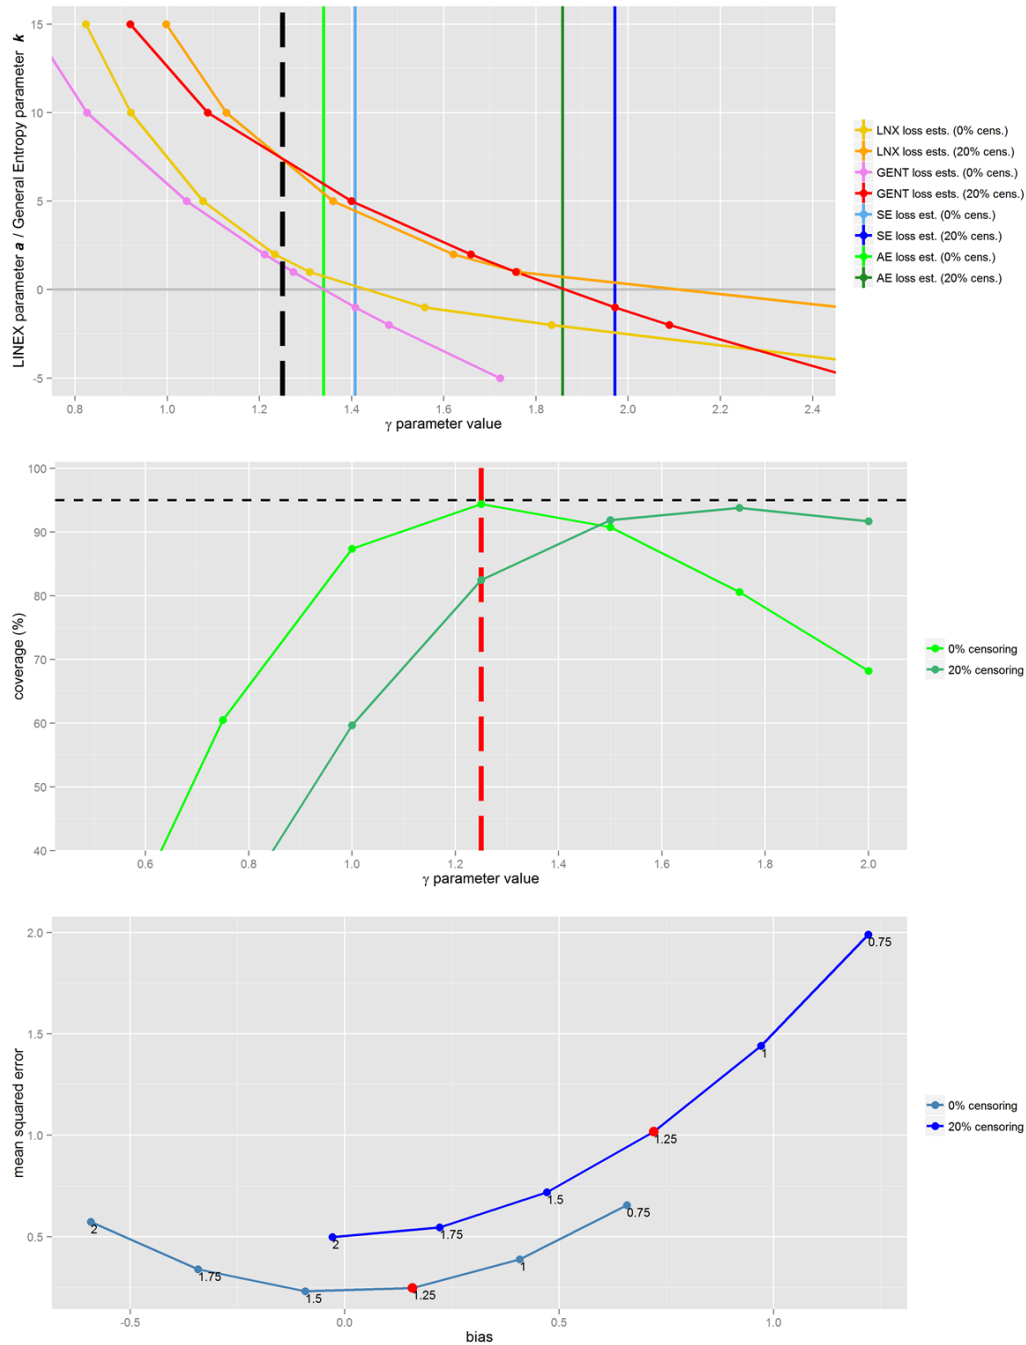 LINEX parameter a / General Entropy parameter k
15
10
5
0
-5
0.8 1.0 1.2 1.4 1.6 1.8 2.0 2.2 2.4
γ parameter value
LNX loss ests. (0% cens.)
LNX loss ests. (20% cens.)
GENT loss ests. (0% cens.)
GENT loss ests. (20% cens.)
SE loss est. (0% cens.)
SE loss est. (20% cens.)
AE loss est. (0% cens.)
AE loss est. (20% cens.)
coverage (%)
100
90
80
70
60
50
40
0.6 0.8 1.0 1.2 1.4 1.6 1.8 2.0
γ parameter value
0% censoring
20% censoring
mean squared error
2.0
1.5
1.0
0.5
0.75
1
1.25
1.5
1.75
2
0.75
1
1.25
1.5
1.75
2
-0.5 0.0 0.5 1.0
bias
0% censoring
20% censoring